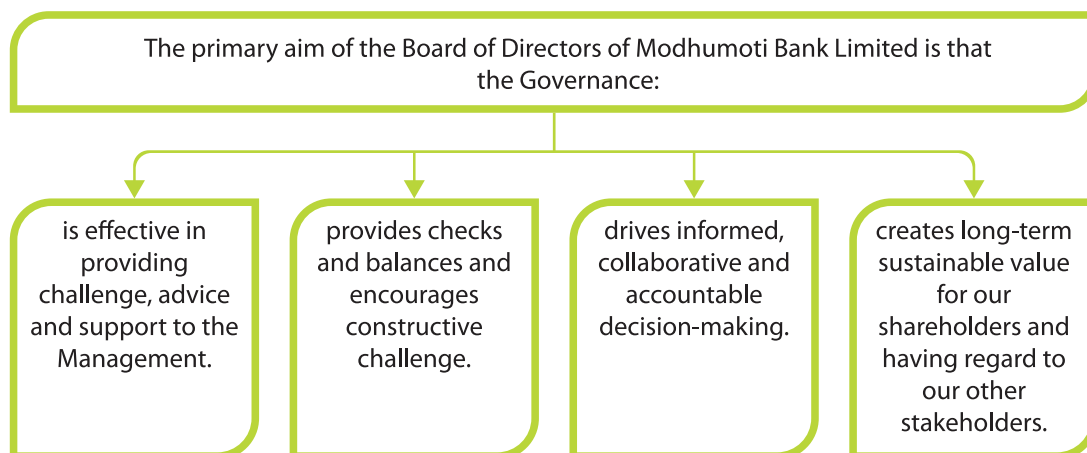 The primary aim of the Board of Directors of Modhumoti Bank Limited is that
the Governance:
is effective in
providing
challenge, advice
and support to the
Management.
provides checks
and balances and
encourages
constructive
challenge.
drives informed,
collaborative and
accountable
decision-making.
creates long-term
sustainable value
for our
shareholders and
having regard to
our other
stakeholders.